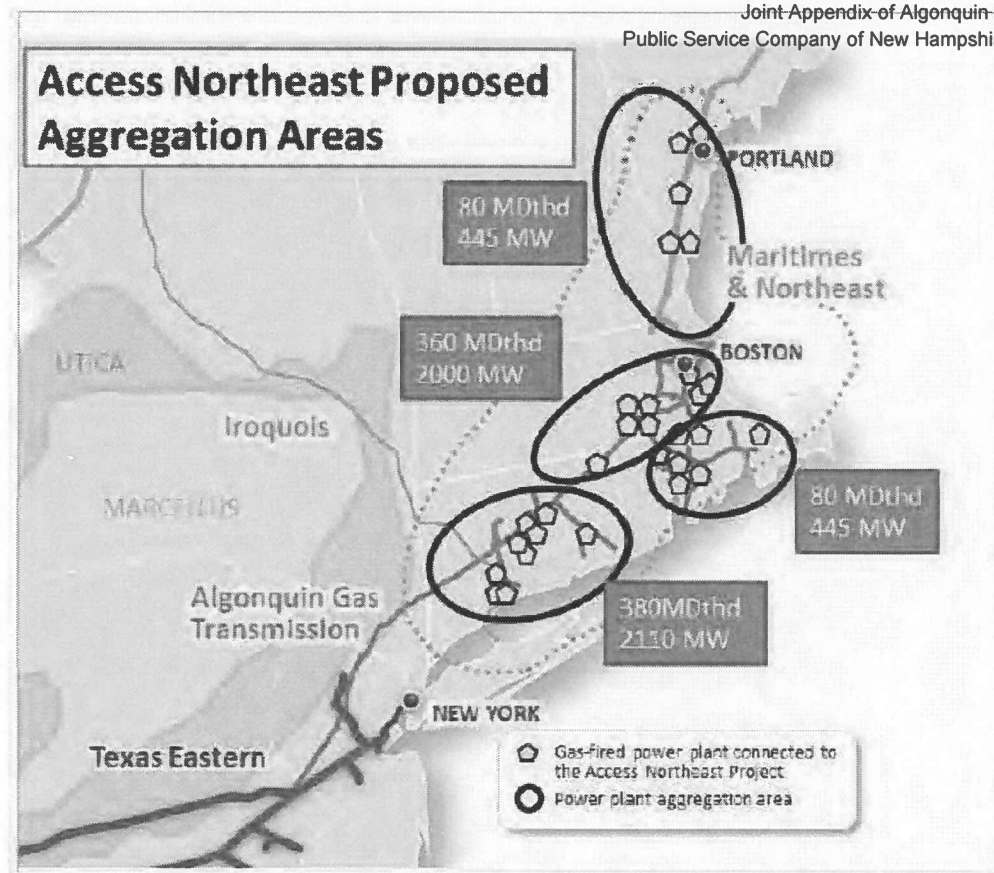 Joint Appendix of Algonquin
Public Service Company of New Hampshi
Access Northeast Proposed
Aggregation Areas
PORTLAND
80 MDthd
445 MW
Maritimes
& Northeast
360 MDthd
2000 MW
BOSTON
UTICA
Iroquois
MARCELLUS
80 MDthd
445 MW
Algonquin Gas
Transmission
380MDthd
2110 MW
NEW YORK
Texas Eastern
Gas-fired power plant connected to
the Access Northeast Project
Power plant aggregation area